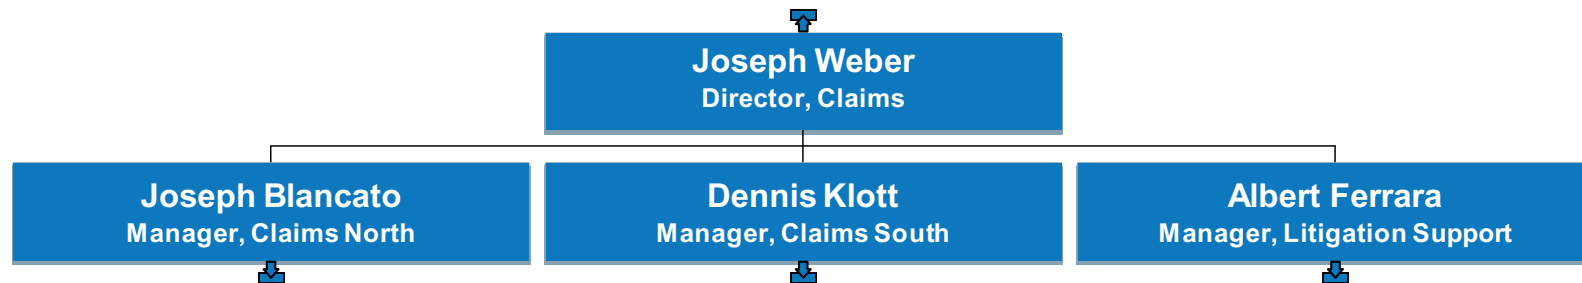 Joseph Weber
Director, Claims
Joseph Blancato
Manager, Claims North
Dennis Klott
Manager, Claims South
Albert Ferrara
Manager, Litigation Support